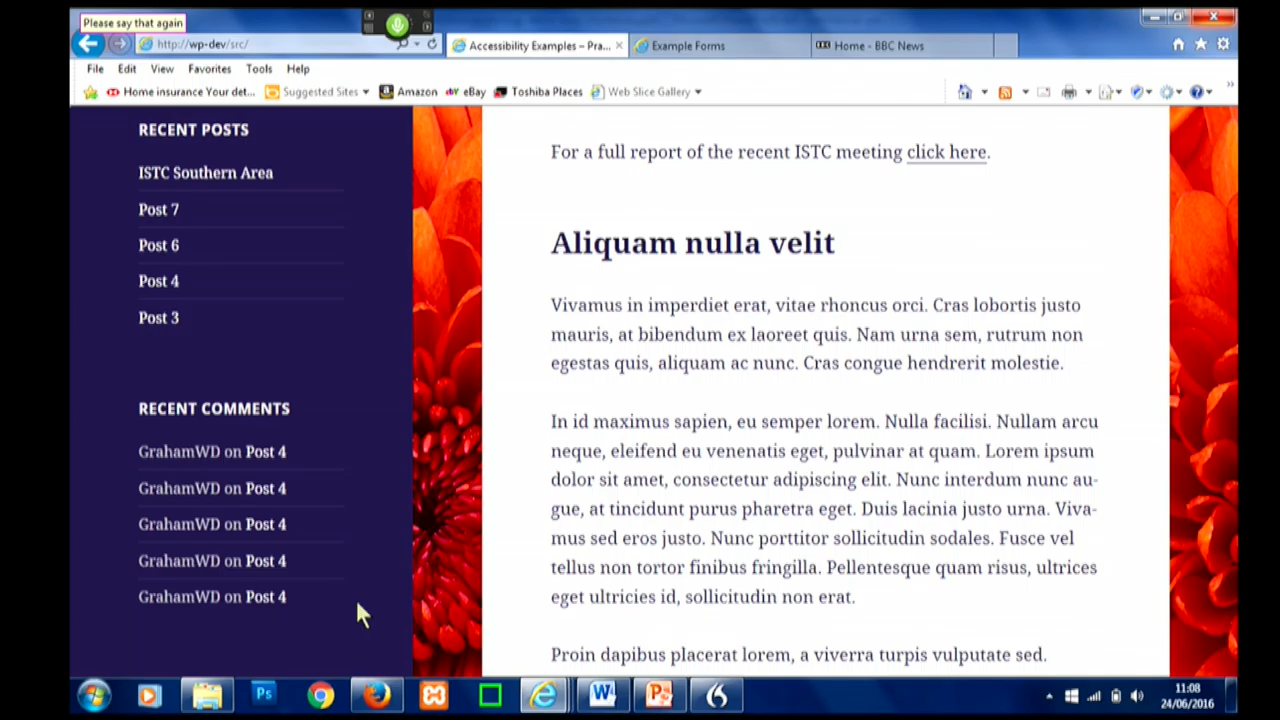 Please say that again
http://wp-dev/src/
Accessibility Examples – Pra...
Example Forms
Home - BBC News
File Edit View Favorites Tools Help
Home insurance Your det...
Suggested Sites
Amazon
eBay
Toshiba Places
Web Slice Gallery
RECENT POSTS
ISTC Southern Area
Post 7
Post 6
Post 4
Post 3
RECENT COMMENTS
GrahamWD on Post 4
GrahamWD on Post 4
GrahamWD on Post 4
GrahamWD on Post 4
GrahamWD on Post 4
For a full report of the recent ISTC meeting click here.
Aliquam nulla velit
Vivamus in imperdiet erat, vitae rhoncus orci. Cras lobortis justo
mauris, at bibendum ex laoreet quis. Nam urna sem, rutrum non
egestas quis, aliquam ac nunc. Cras congue hendrerit molestie.
In id maximus sapien, eu semper lorem. Nulla facilisi. Nullam arcu
neque, eleifend eu venenatis eget, pulvinar at quam. Lorem ipsum
dolor sit amet, consectetur adipiscing elit. Nunc interdum nunc au-
gue, at tincidunt purus pharetra eget. Duis lacinia justo urna. Viva-
mus sed eros justo. Nunc porttitor sollicitudin sodales. Fusce vel
tellus non tortor finibus fringilla. Pellentesque quam risus, ultrices
eget ultricies id, sollicitudin non erat.
Proin dapibus placerat lorem, a viverra turpis vulputate sed.
Ps
11:08
24/06/2016